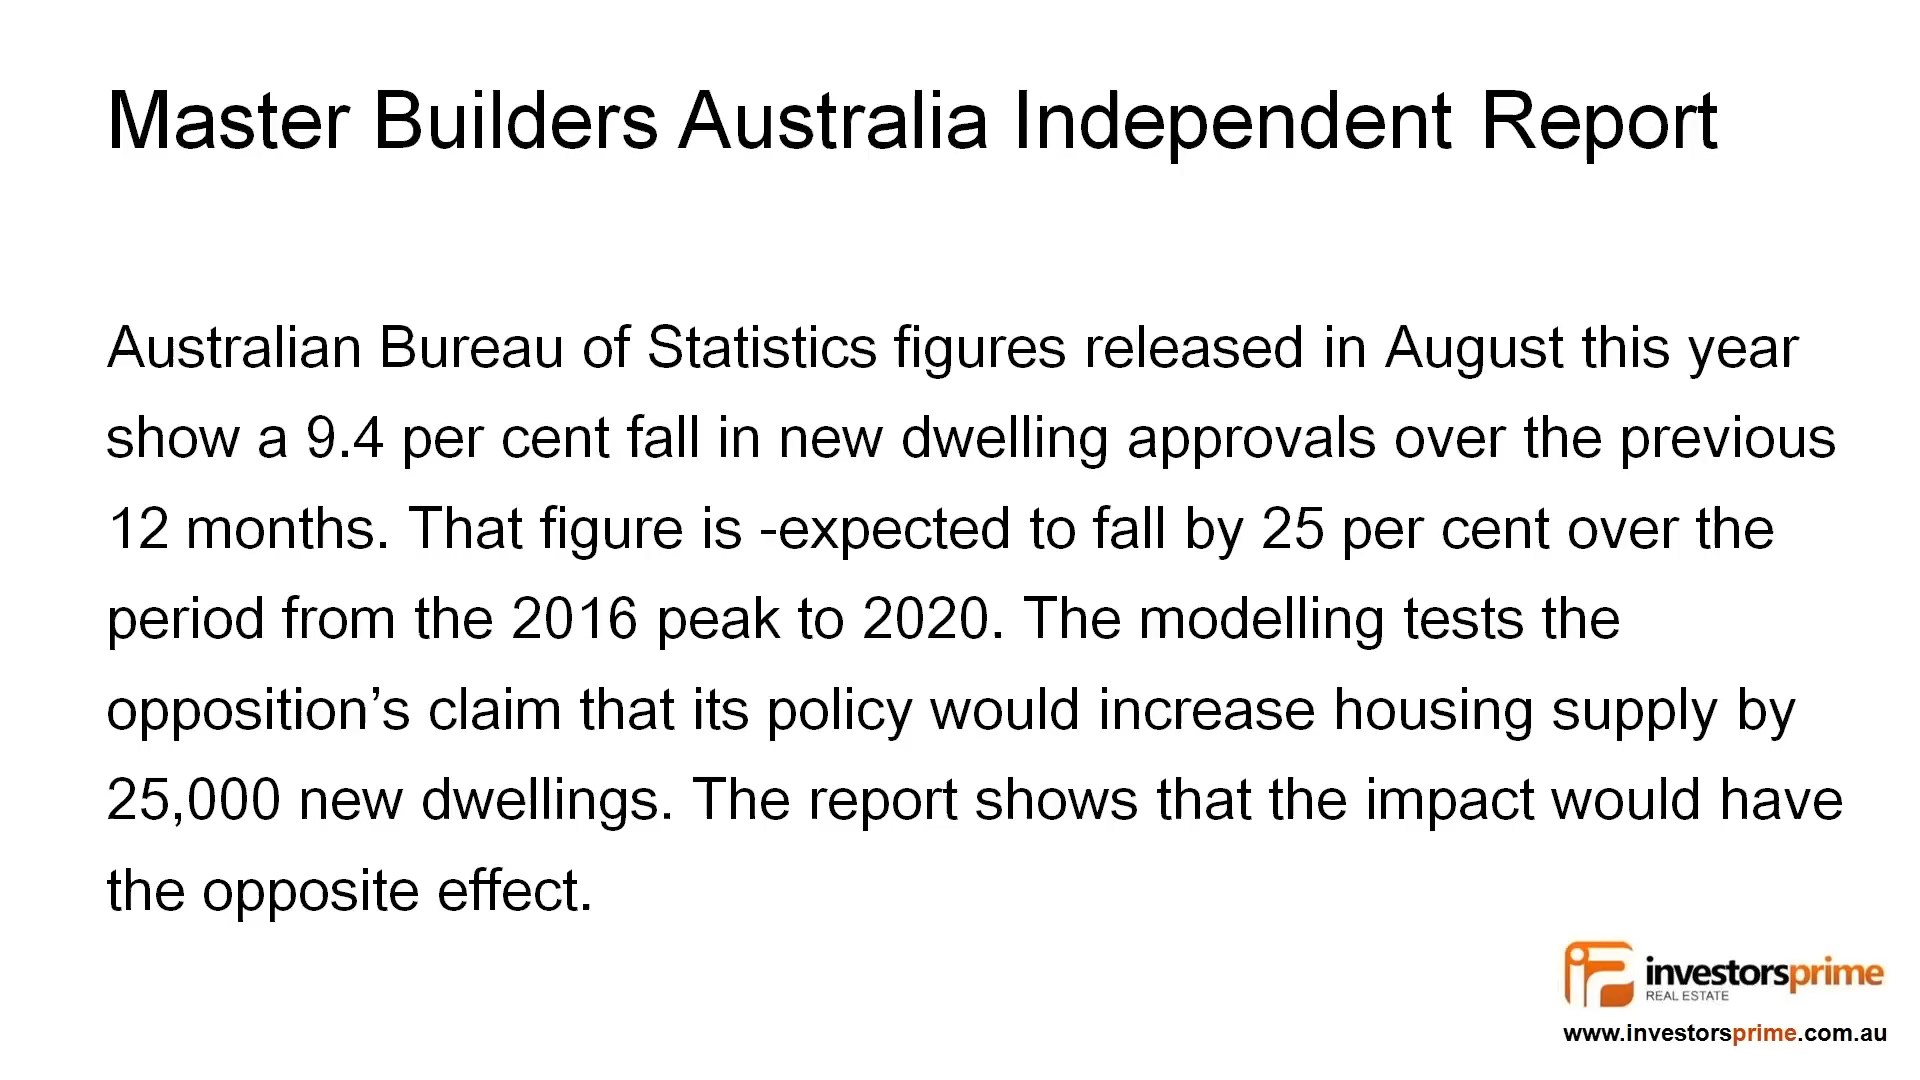 Master Builders Australia Independent Report
Australian Bureau of Statistics figures released in August this year
show a 9.4 per cent fall in new dwelling approvals over the previous
12 months. That figure is -expected to fall by 25 per cent over the
period from the 2016 peak to 2020. The modelling tests the
opposition’s claim that its policy would increase housing supply by
25,000 new dwellings. The report shows that the impact would have
the opposite effect.
investorsprime
REAL ESTATE
www.investorsprime.com.au